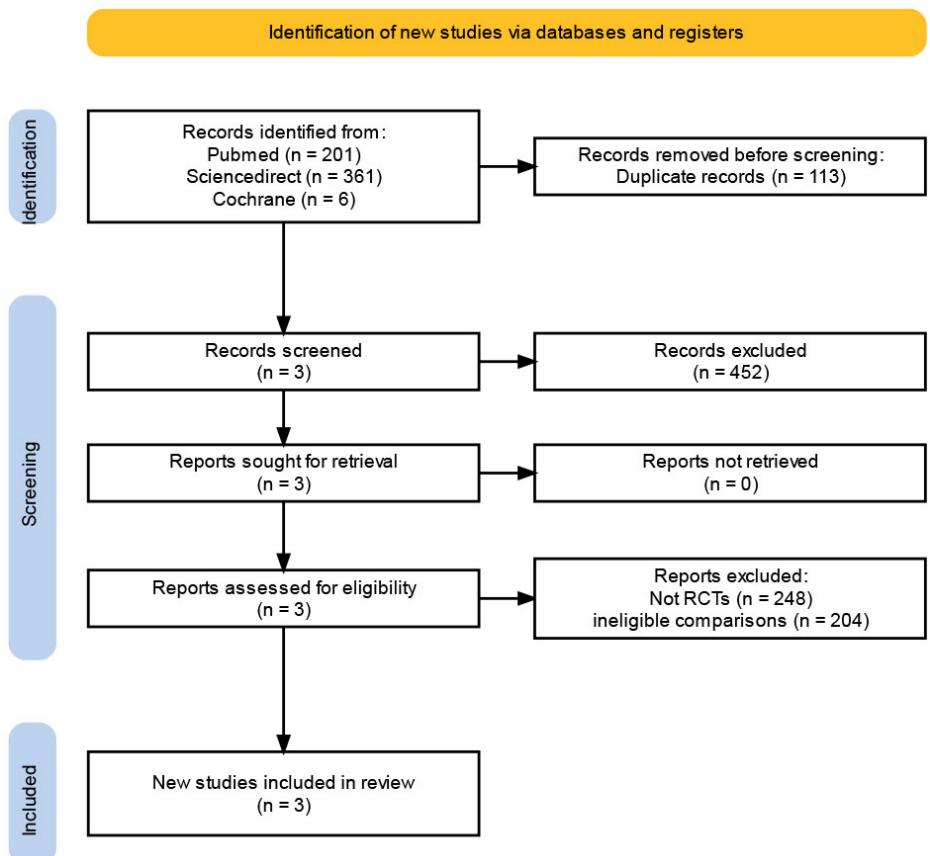 Identification of new studies via databases and registers
Identification
Records identified from:
Pubmed (n = 201)
Sciencedirect (n = 361)
Cochrane (n = 6)
Records removed before screening:
Duplicate records (n = 113)
Screening
Records screened
(n = 3)
Records excluded
(n = 452)
Reports sought for retrieval
(n = 3)
Reports not retrieved
(n = 0)
Reports assessed for eligibility
(n = 3)
Reports excluded:
Not RCTs (n = 248)
ineligible comparisons (n = 204)
Included
New studies included in review
(n = 3)